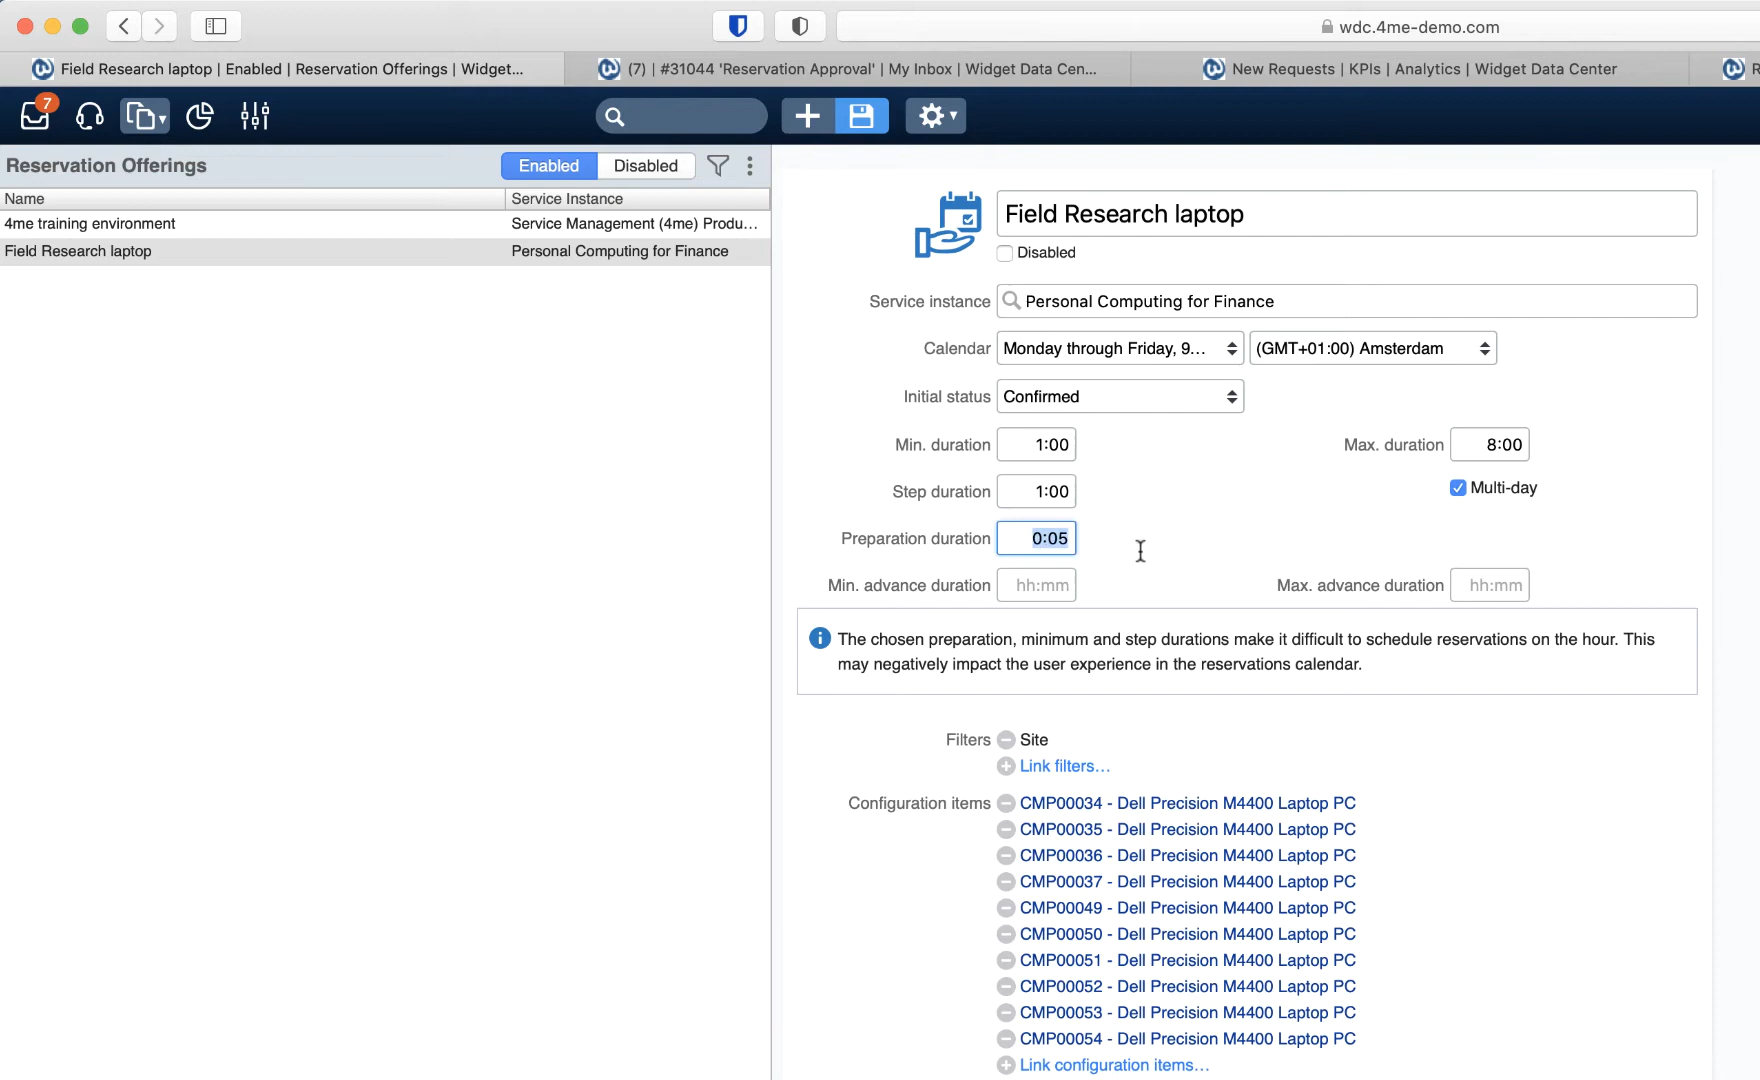 wdc.4me-demo.com
Field Research laptop | Enabled | Reservation Offerings | Widget...
(7) | #31044 'Reservation Approval' | My Inbox | Widget Data Cen...
New Requests | KPIs | Analytics | Widget Data Center
R
7
Reservation Offerings
Enabled
Disabled
Name
Service Instance
4me training environment
Service Management (4me) Produ...
Field Research laptop
Personal Computing for Finance
Field Research laptop
Disabled
Service instance Personal Computing for Finance
Calendar Monday through Friday, 9... (GMT+01:00) Amsterdam
Initial status Confirmed
Min. duration 1:00 Max. duration 8:00
Step duration 1:00 Multi-day
Preparation duration 0:05
Min. advance duration hh:mm Max. advance duration hh:mm
The chosen preparation, minimum and step durations make it difficult to schedule reservations on the hour. This
may negatively impact the user experience in the reservations calendar.
Filters Site
Link filters...
Configuration items CMP00034 - Dell Precision M4400 Laptop PC
CMP00035 - Dell Precision M4400 Laptop PC
CMP00036 - Dell Precision M4400 Laptop PC
CMP00037 - Dell Precision M4400 Laptop PC
CMP00049 - Dell Precision M4400 Laptop PC
CMP00050 - Dell Precision M4400 Laptop PC
CMP00051 - Dell Precision M4400 Laptop PC
CMP00052 - Dell Precision M4400 Laptop PC
CMP00053 - Dell Precision M4400 Laptop PC
CMP00054 - Dell Precision M4400 Laptop PC
Link configuration items...